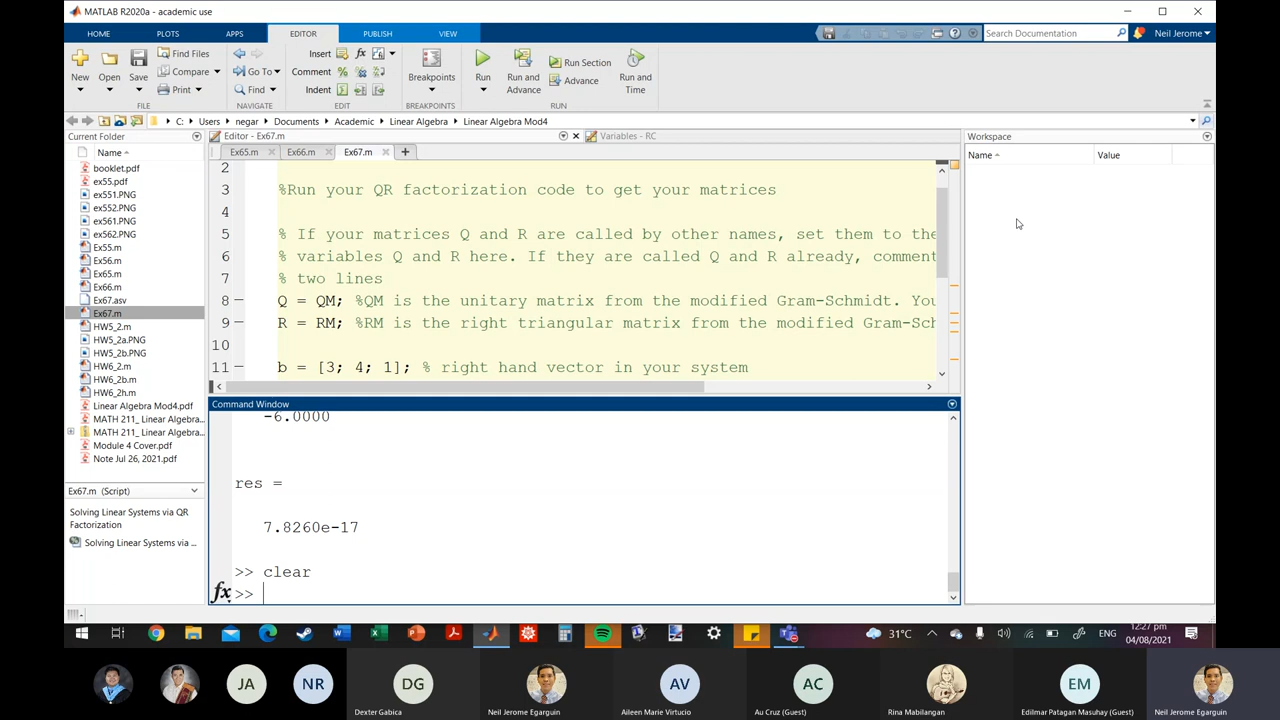 MATLAB R2020a - academic use
HOME PLOTS APPS EDITOR PUBLISH VIEW
Search Documentation
Neil Jerome
New Open Save Find Files Compare Print
Go To Find
Insert Comment Indent
Breakpoints
Run Run and Advance Run Section Advance Run and Time
FILE NAVIGATE EDIT BREAKPOINTS RUN
C: Users negar Documents Academic Linear Algebra Linear Algebra Mod4
Current Folder
Name
booklet.pdf
ex55.pdf
ex551.PNG
ex552.PNG
ex561.PNG
ex562.PNG
Ex55.m
Ex56.m
Ex65.m
Ex66.m
Ex67.asv
Ex67.m
HW5_2.m
HW5_2a.PNG
HW5_2b.PNG
HW6_2.m
HW6_2b.m
HW6_2h.m
Linear Algebra Mod4.pdf
MATH 211_ Linear Algebra...
MATH 211_ Linear Algebra...
Module 4 Cover.pdf
Note Jul 26, 2021.pdf
Ex67.m (Script)
Solving Linear Systems via QR
Factorization
Solving Linear Systems via ...
Editor - Ex67.m
Variables - RC
Ex65.m Ex66.m Ex67.m
2
3 %Run your QR factorization code to get your matrices
4
5 % If your matrices Q and R are called by other names, set them to the
6 % variables Q and R here. If they are called Q and R already, comment
7 % two lines
8 Q = QM; %QM is the unitary matrix from the modified Gram-Schmidt. You
9 R = RM; %RM is the right triangular matrix from the modified Gram-Sch
10
11 b = [3; 4; 1]; % right hand vector in your system
Command Window
-6.0000
res =
7.8260e-17
>> clear
fx >>
Workspace
Name Value
31°C ENG 12:27 pm
04/08/2021
JA NR DG AV AC EM
Dexter Gabica Neil Jerome Egarguin Aileen Marie Virtucio Au Cruz (Guest) Rina Mabilangan Edilmar Patagan Masuhay (Guest) Neil Jerome Egarguin